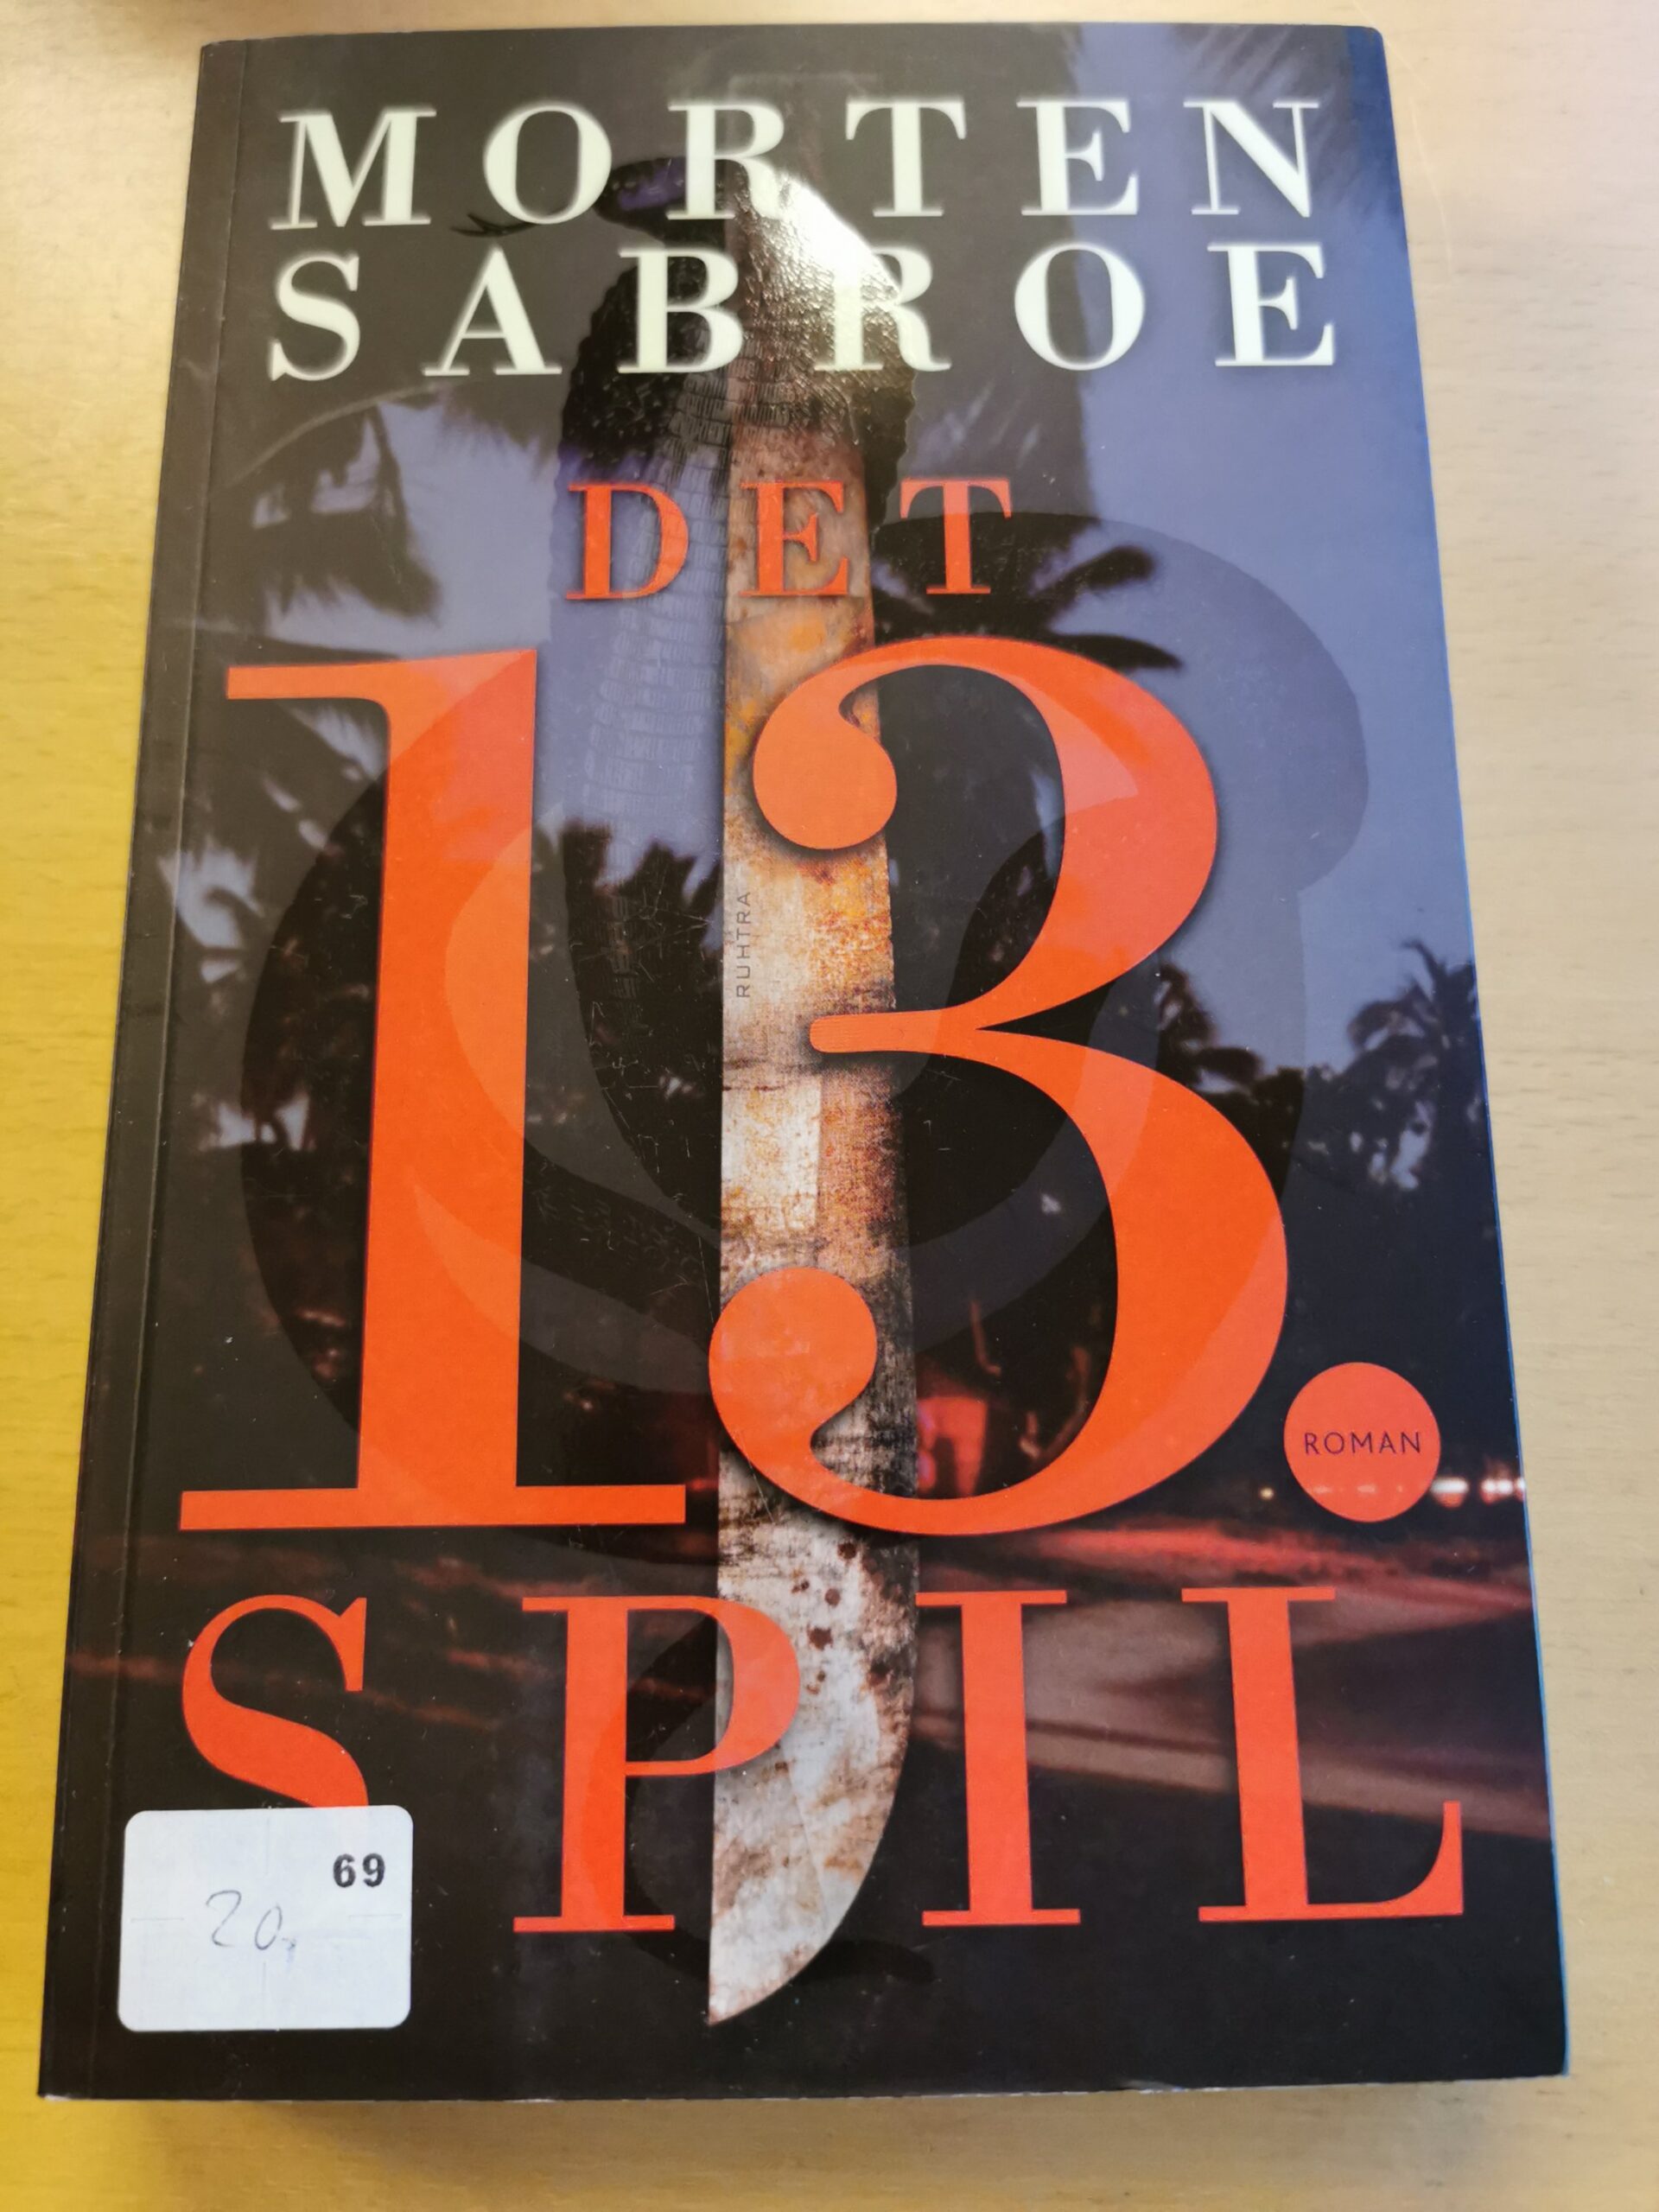 MORTEN
SABROE
DET
13.
RUHTRA
ROMAN
SPIL
69
20,